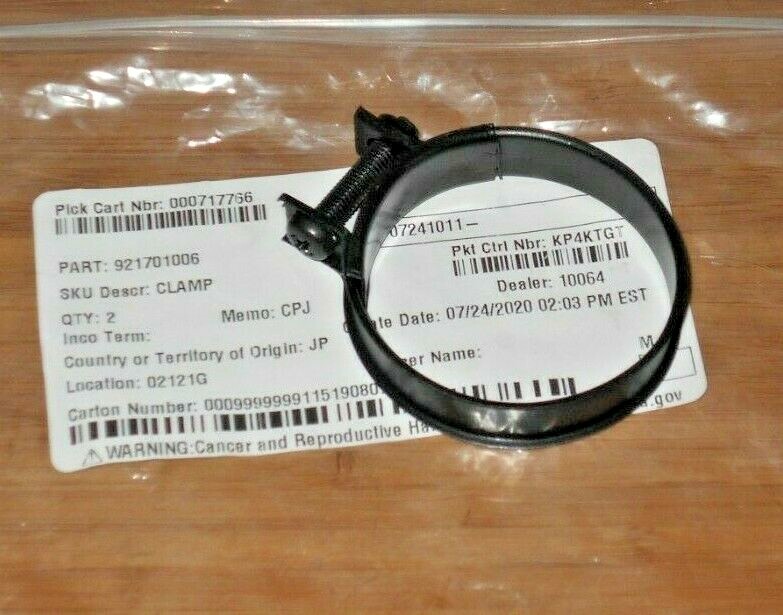 Pick Cart Nbr: 000717766
07241011-
PART: 921701006
Pkt Ctrl Nbr: KP4KTGT
SKU Descr: CLAMP
Dealer: 10064
QTY: 2 Memo: CPJ
Date: 07/24/2020 02:03 PM EST
Inco Term:
Country or Territory of Origin: JP
Name:
Location: 02121G
Carton Number: 00099999991151908
WARNING:Cancer and Reproductive
.gov